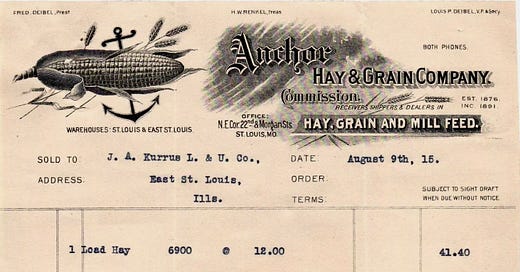 FRED. DEIBEL, Prest. H.W. RENKEL, Treas. LOUIS P. DEIBEL, V.P. & Secy.
Anchor
BOTH PHONES.
HAY & GRAIN COMPANY
Commission.
RECEIVERS SHIPPERS & DEALERS IN
EST. 1876.
INC. 1891.
OFFICE:
N.E. Cor. 22nd & Morgan Sts.
ST. LOUIS, MO.
HAY, GRAIN AND MILL FEED.
WAREHOUSES: ST. LOUIS & EAST ST. LOUIS.
SOLD TO J. A. Kurrus L. & U. Co., DATE August 9th, 15.
ADDRESS: East St. Louis, ORDER:
Ills. TERMS:
SUBJECT TO SIGHT DRAFT
WHEN DUE WITHOUT NOTICE.
1 Load Hay 6900 @ 12.00 41.40